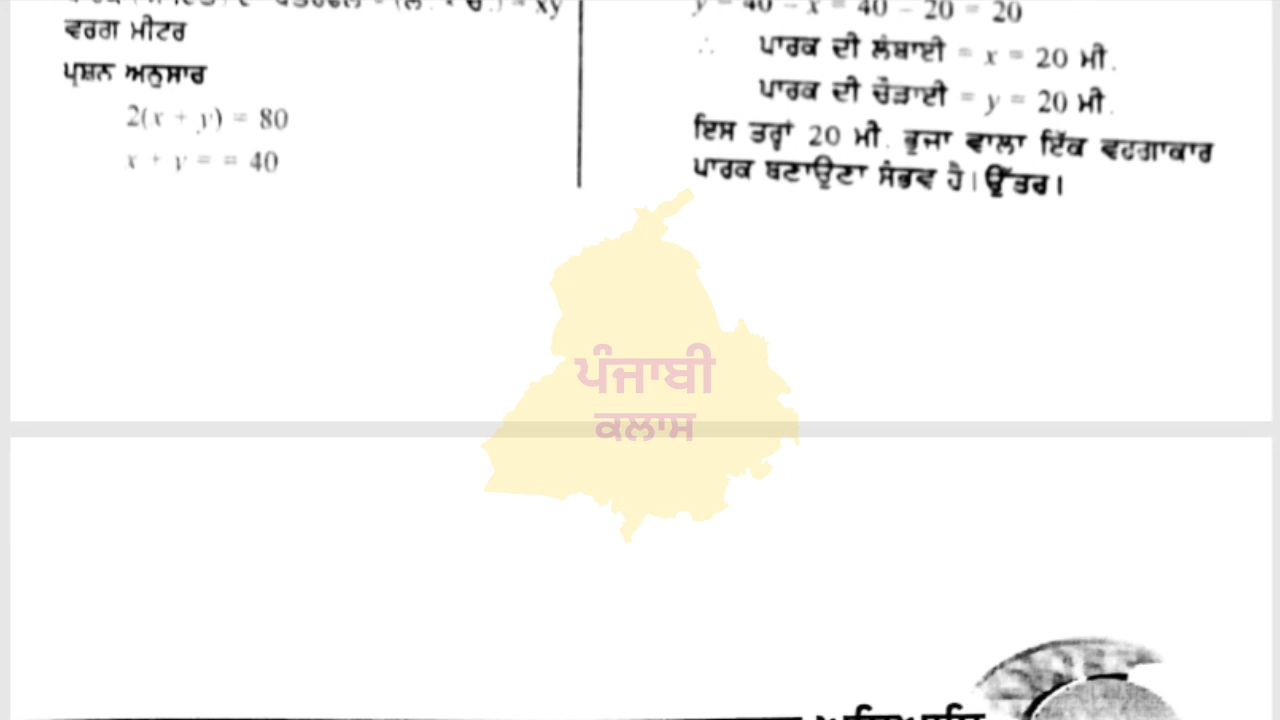 ਵਰਗ ਮੀਟਰ
ਪ੍ਰਸ਼ਨ ਅਨੁਸਾਰ
2(x + y) = 80
x + y = = 40
y = 40 − x = 40 − 20 = 20
∴ ਪਾਰਕ ਦੀ ਲੰਬਾਈ = x = 20 ਮੀ.
ਪਾਰਕ ਦੀ ਚੌੜਾਈ = y = 20 ਮੀ.
ਇਸ ਤਰ੍ਹਾਂ 20 ਮੀ. ਭੁਜਾ ਵਾਲਾ ਇੱਕ ਵਰਗਾਕਾਰ
ਪਾਰਕ ਬਣਾਉਣਾ ਸੰਭਵ ਹੈ। ਉੱਤਰ।
ਪੰਜਾਬੀ
ਕਲਾਸ